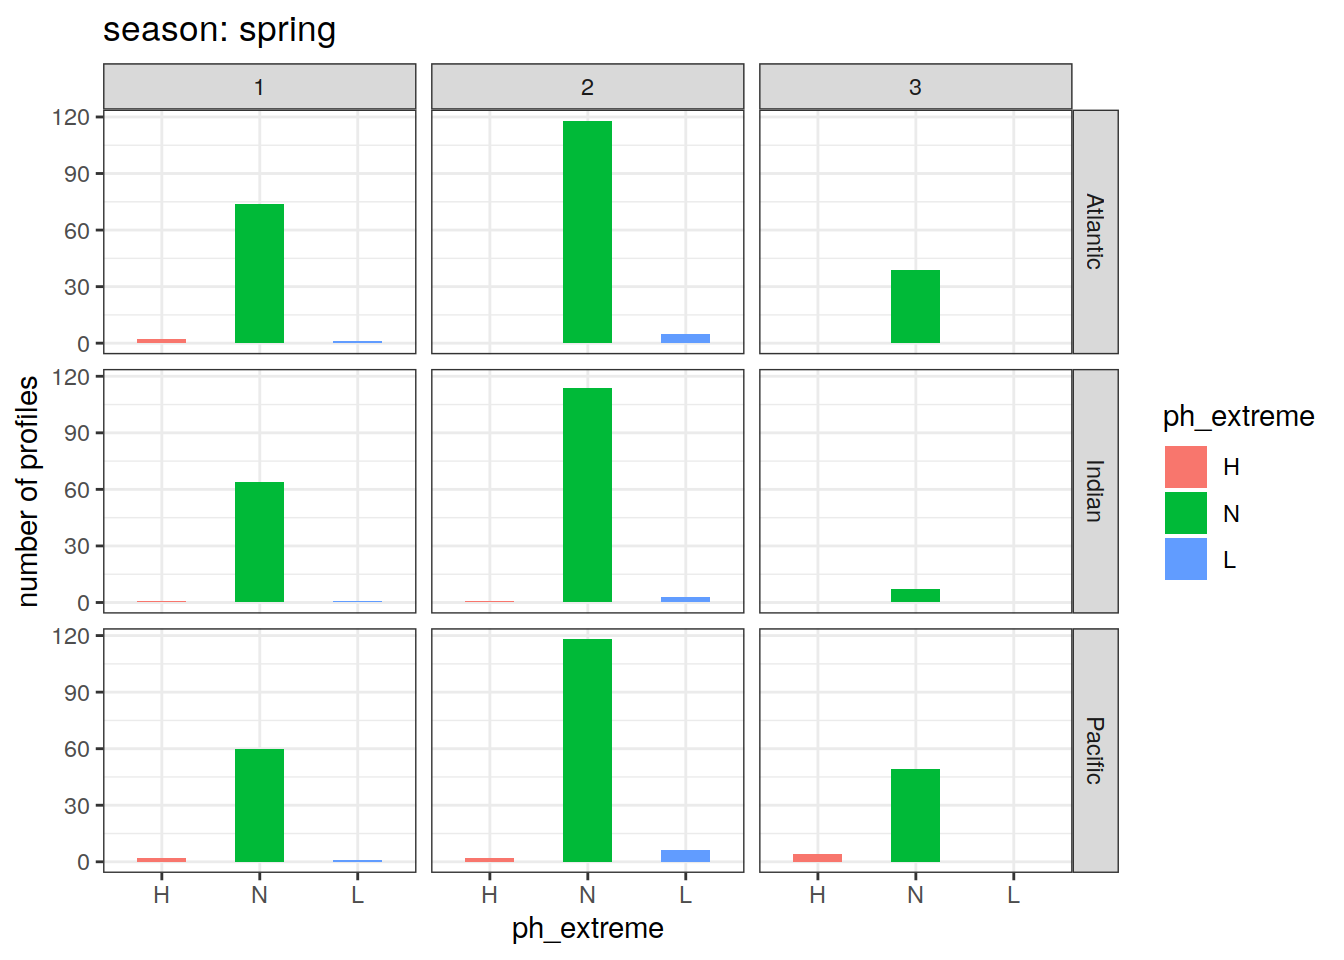 season: spring
1 2 3
120
90
60
30
0
Atlantic
120
90
60
30
0
Indian
120
90
60
30
0
Pacific
number of profiles
H N L H N L H N L
ph_extreme
ph_extreme
H
N
L